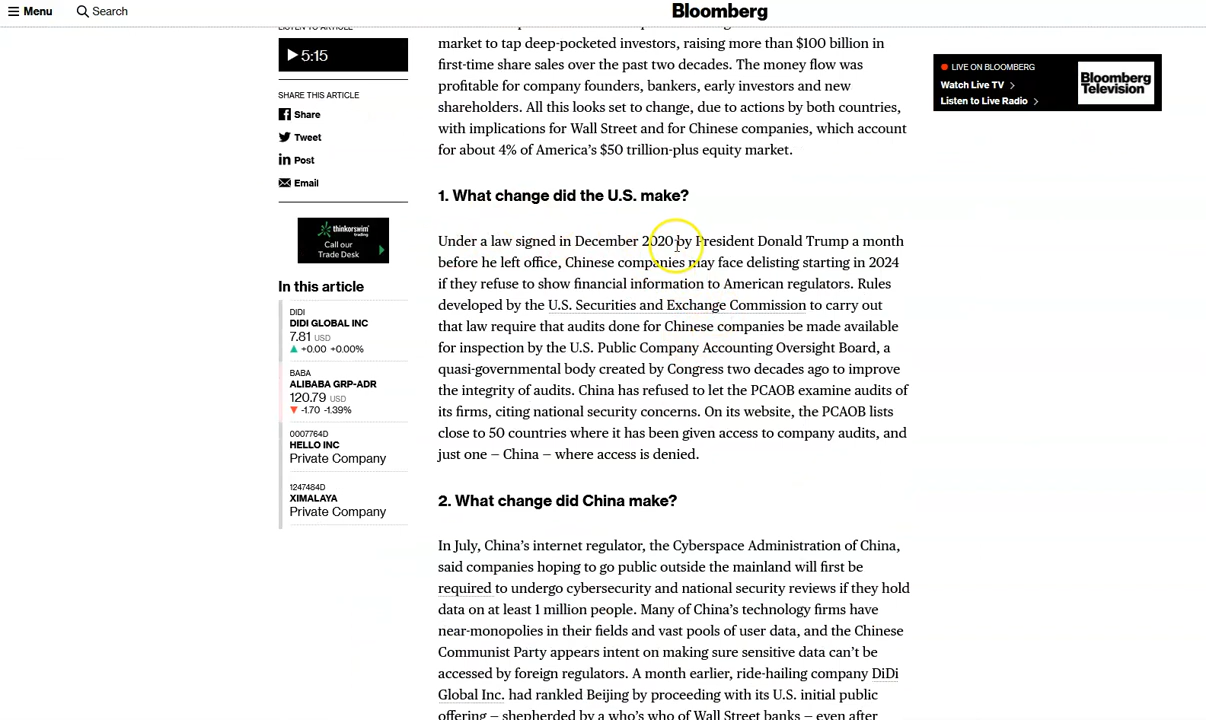 Menu
Search
Bloomberg
LISTEN TO ARTICLE
5:15
SHARE THIS ARTICLE
Share
Tweet
Post
Email
thinkorswim
trading
Call our
Trade Desk
In this article
DIDI
DIDI GLOBAL INC
7.81 USD
+0.00 +0.00%
BABA
ALIBABA GRP-ADR
120.79 USD
-1.70 -1.39%
0007764D
HELLO INC
Private Company
1247484D
XIMALAYA
Private Company
market to tap deep-pocketed investors, raising more than $100 billion in
first-time share sales over the past two decades. The money flow was
profitable for company founders, bankers, early investors and new
shareholders. All this looks set to change, due to actions by both countries,
with implications for Wall Street and for Chinese companies, which account
for about 4% of America's $50 trillion-plus equity market.
1. What change did the U.S. make?
Under a law signed in December 2020 by President Donald Trump a month
before he left office, Chinese companies may face delisting starting in 2024
if they refuse to show financial information to American regulators. Rules
developed by the U.S. Securities and Exchange Commission to carry out
that law require that audits done for Chinese companies be made available
for inspection by the U.S. Public Company Accounting Oversight Board, a
quasi-governmental body created by Congress two decades ago to improve
the integrity of audits. China has refused to let the PCAOB examine audits of
its firms, citing national security concerns. On its website, the PCAOB lists
close to 50 countries where it has been given access to company audits, and
just one — China — where access is denied.
2. What change did China make?
In July, China's internet regulator, the Cyberspace Administration of China,
said companies hoping to go public outside the mainland will first be
required to undergo cybersecurity and national security reviews if they hold
data on at least 1 million people. Many of China's technology firms have
near-monopolies in their fields and vast pools of user data, and the Chinese
Communist Party appears intent on making sure sensitive data can't be
accessed by foreign regulators. A month earlier, ride-hailing company DiDi
Global Inc. had rankled Beijing by proceeding with its U.S. initial public
offering — shepherded by a who's who of Wall Street banks — even after
LIVE ON BLOOMBERG
Watch Live TV
Listen to Live Radio
Bloomberg
Television